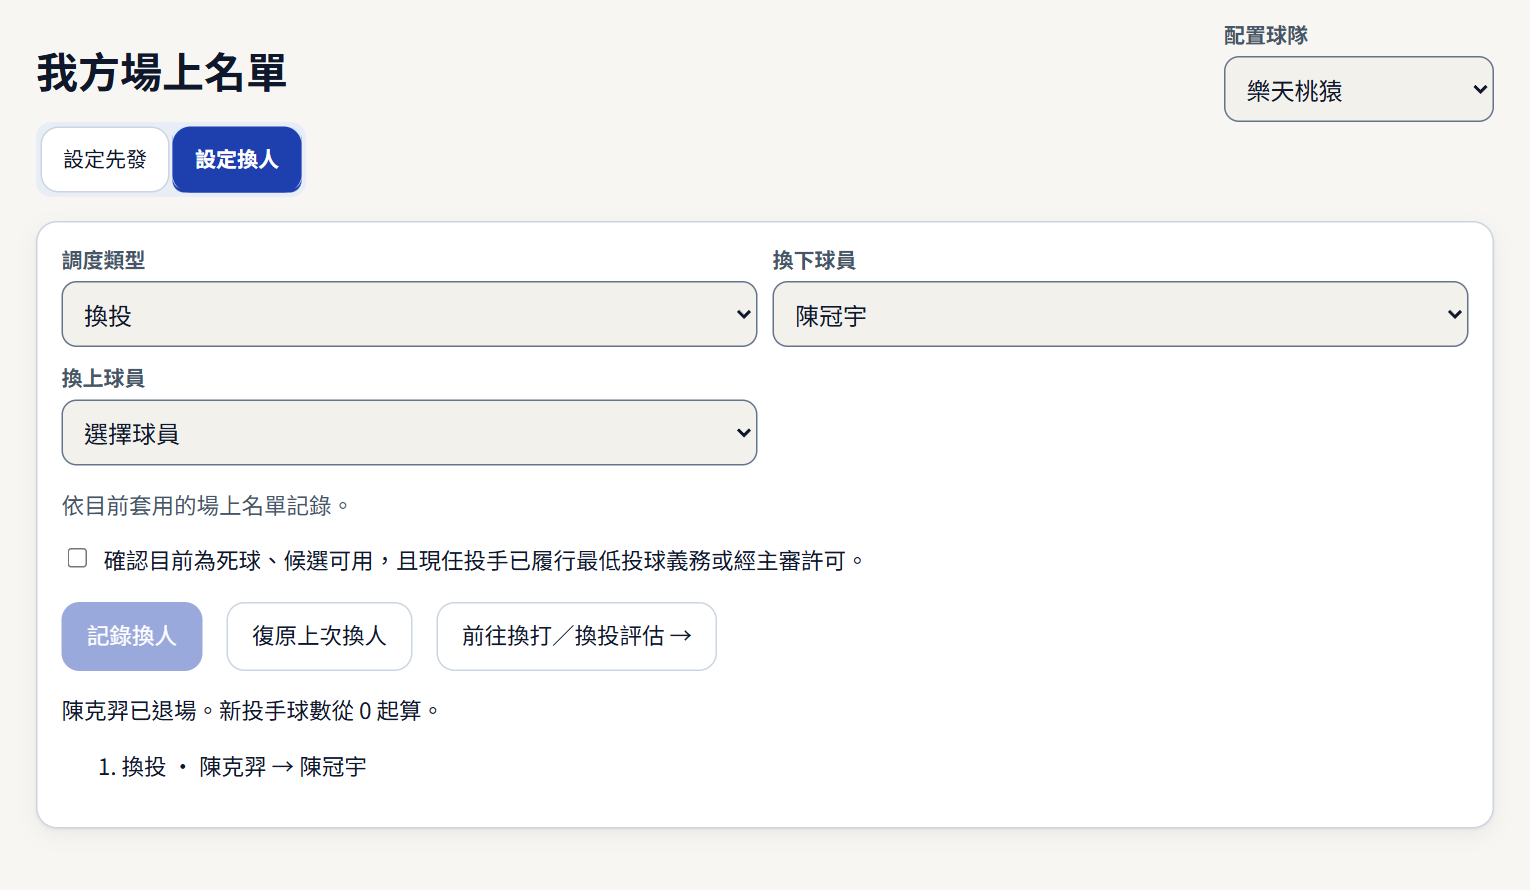 配置球隊
樂天桃猿
我方場上名單
設定先發
設定換人
調度類型
換下球員
換投
陳冠宇
換上球員
選擇球員
依目前套用的場上名單記錄。
確認目前為死球、候選可用，且現任投手已履行最低投球義務或經主審許可。
記錄換人
復原上次換人
前往換打／換投評估 →
陳克羿已退場。新投手球數從 0 起算。
1. 換投 · 陳克羿 → 陳冠宇